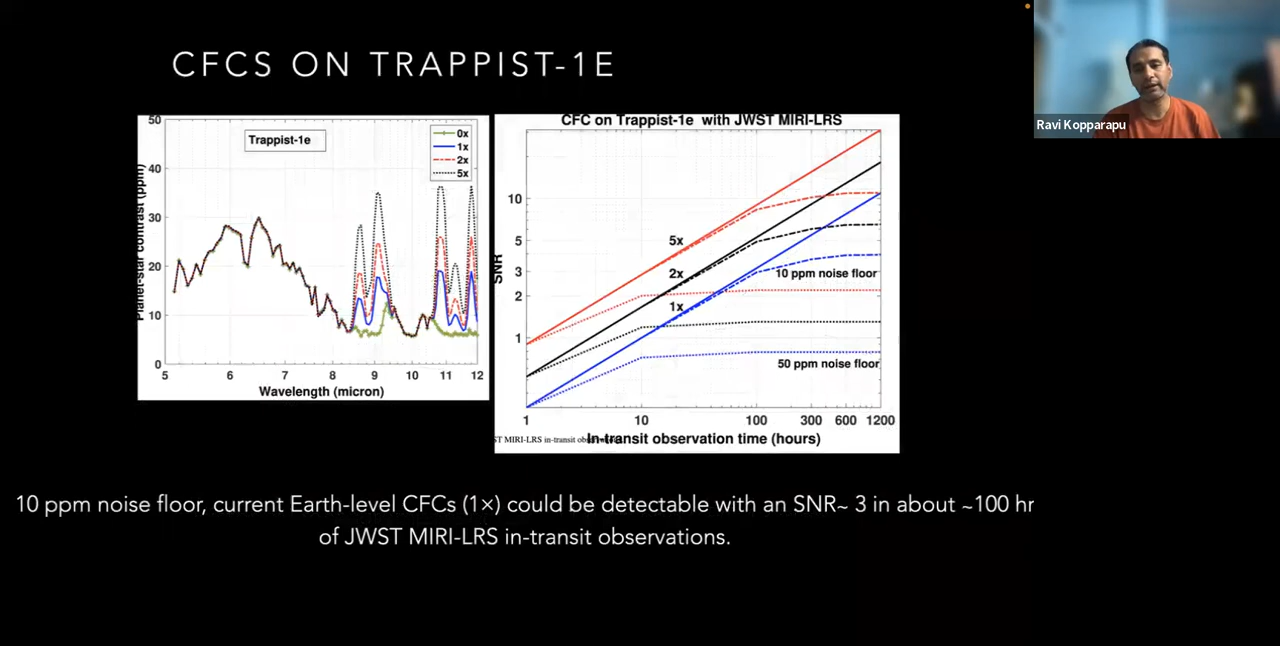 CFCS ON TRAPPIST-1E
Ravi Kopparapu
50
40
30
20
10
0
Planet-star contrast (ppm)
Trappist-1e
0x
1x
2x
5x
5 6 7 8 9 10 11 12
Wavelength (micron)
CFC on Trappist-1e with JWST MIRI-LRS
10
5
3
2
1
SNR
5x
2x
1x
10 ppm noise floor
50 ppm noise floor
1 10 100 300 600 1200
ST MIRI-LRS in-transit
In-transit observation time (hours)
10 ppm noise floor, current Earth-level CFCs (1×) could be detectable with an SNR~ 3 in about ~100 hr
of JWST MIRI-LRS in-transit observations.